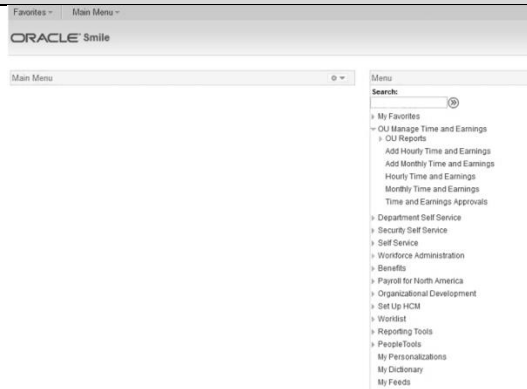 Favorites Main Menu
ORACLE Smile
Main Menu
Menu
Search:
My Favorites
OU Manage Time and Earnings
OU Reports
Add Hourly Time and Earnings
Add Monthly Time and Earnings
Hourly Time and Earnings
Monthly Time and Earnings
Time and Earnings Approvals
Department Self Service
Security Self Service
Self Service
Workforce Administration
Benefits
Payroll for North America
Organizational Development
Set Up HCM
Worklist
Reporting Tools
PeopleTools
My Personalizations
My Dictionary
My Feeds